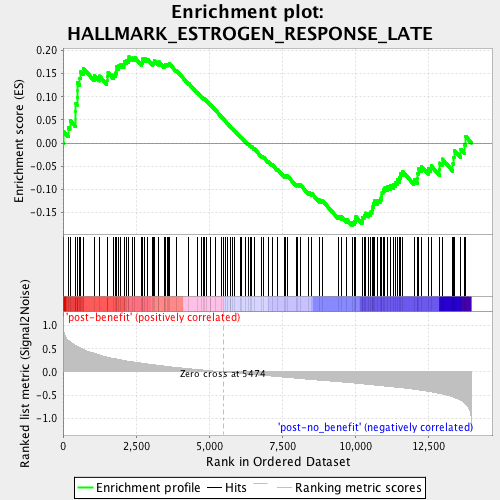 Enrichment plot:
HALLMARK_ESTROGEN_RESPONSE_LATE
Enrichment score (ES)
0.20
0.15
0.10
0.05
0.00
-0.05
-0.10
-0.15
Ranked list metric (Signal2Noise)
'post-benefit' (positively correlated)
1.0
0.5
0.0
-0.5
-1.0
Zero cross at 5474
'post-no_benefit' (negatively correlated)
0 2,500 5,000 7,500 10,000 12,500
Rank in Ordered Dataset
Enrichment profile Hits Ranking metric scores